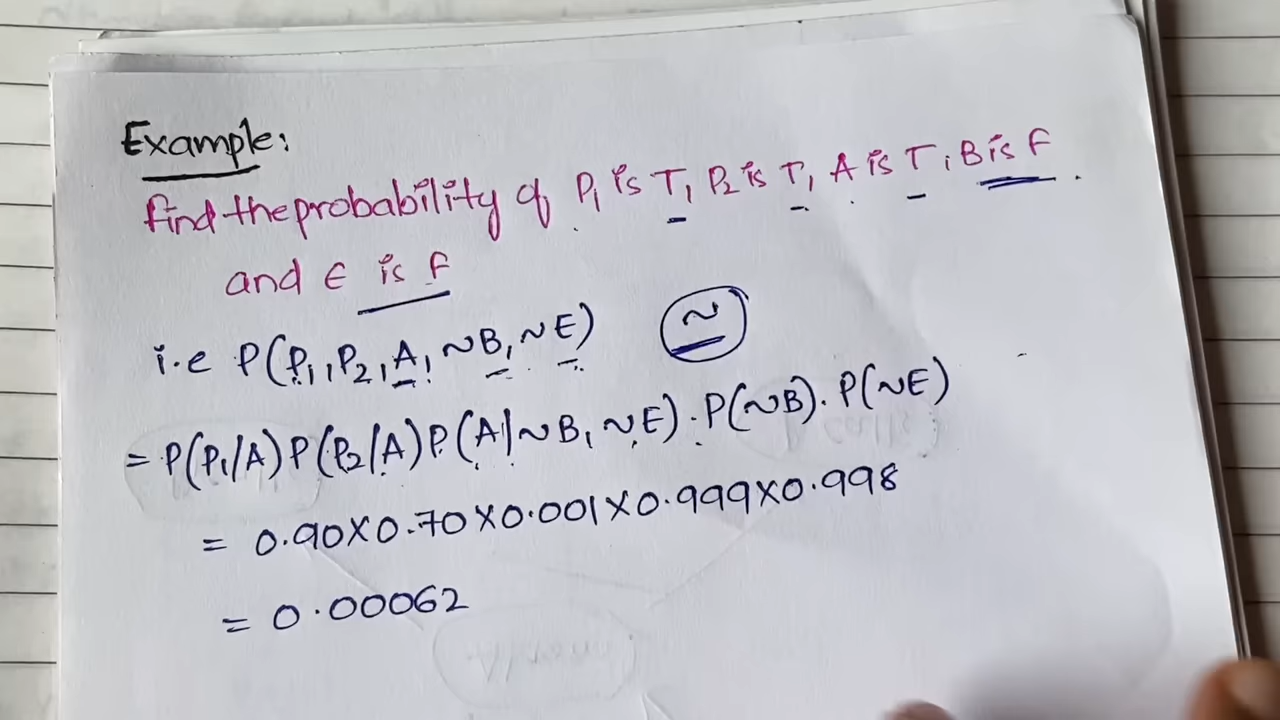 Example:
Find the probability of P1 is T, P2 is T, A is T, B is F
and E is F
i.e P(P1, P2, A, ~B, ~E) ~
= P(P1/A) P(P2/A) P(A|~B, ~E) . P(~B) . P(~E)
= 0.90 X 0.70 X 0.001 X 0.999 X 0.998
= 0.00062